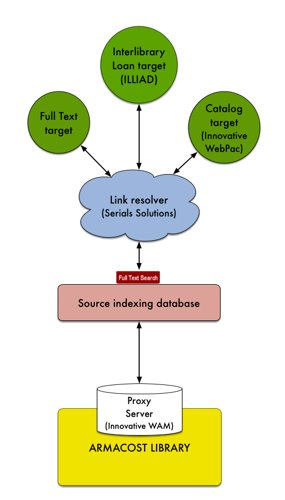 Interlibrary
Loan target
(ILLIAD)
Full Text
target
Catalog
target
(Innovative
WebPac)
Link resolver
(Serials Solutions)
Full Text Search
Source indexing database
Proxy
Server
(Innovative WAM)
ARMACOST LIBRARY